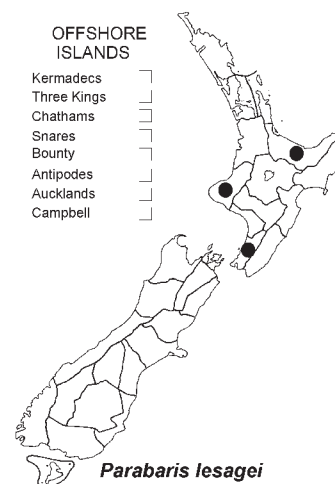 OFFSHORE
ISLANDS
Kermadecs
Three Kings
Chathams
Snares
Bounty
Antipodes
Aucklands
Campbell
Parabaris lesagei